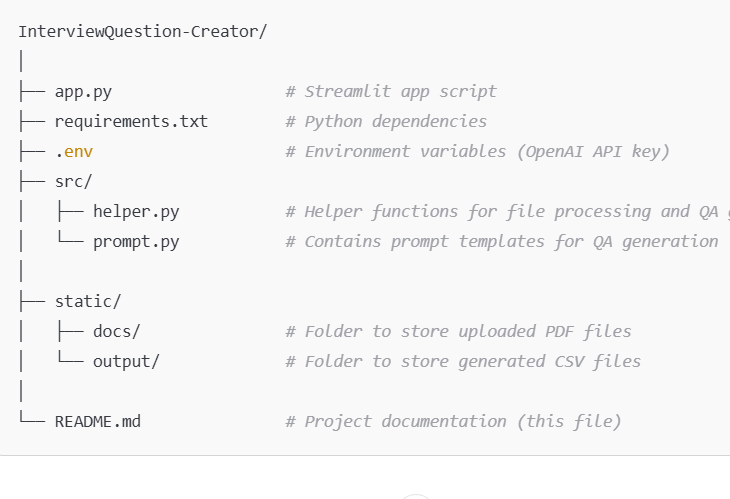 InterviewQuestion-Creator/
│
├── app.py                  # Streamlit app script
├── requirements.txt        # Python dependencies
├── .env                    # Environment variables (OpenAI API key)
├── src/
│   ├── helper.py           # Helper functions for file processing and QA
│   └── prompt.py           # Contains prompt templates for QA generation
│
├── static/
│   ├── docs/               # Folder to store uploaded PDF files
│   └── output/             # Folder to store generated CSV files
│
└── README.md               # Project documentation (this file)